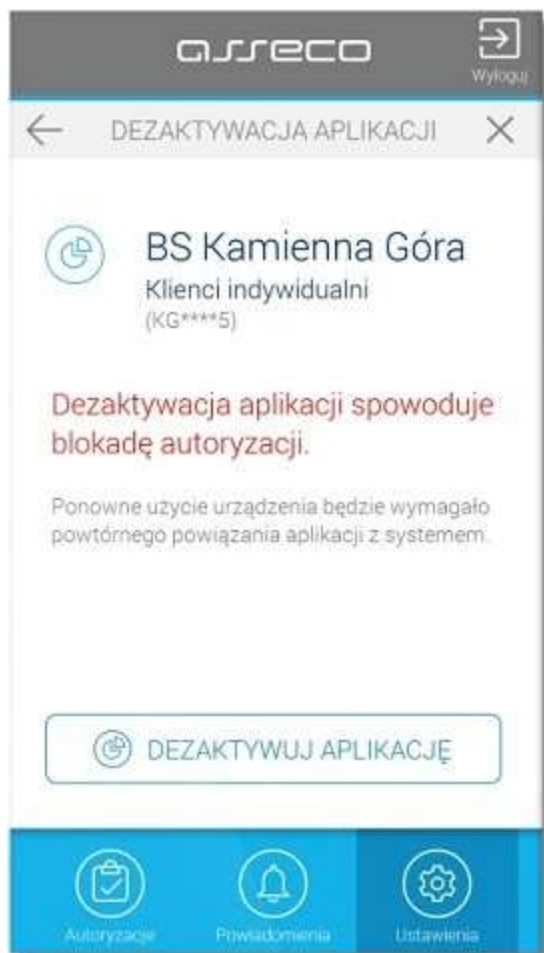 asseco
Wyloguj
DEZAKTYWACJA APLIKACJI
BS Kamienna Góra
Klienci indywidualni
(KG****5)
Dezaktywacja aplikacji spowoduje
blokadę autoryzacji.
Ponowne użycie urządzenia będzie wymagało
powtórnego powiązania aplikacji z systemem.
DEZAKTYWUJ APLIKACJĘ
Autoryzacje
Powiadomienia
Ustawienia